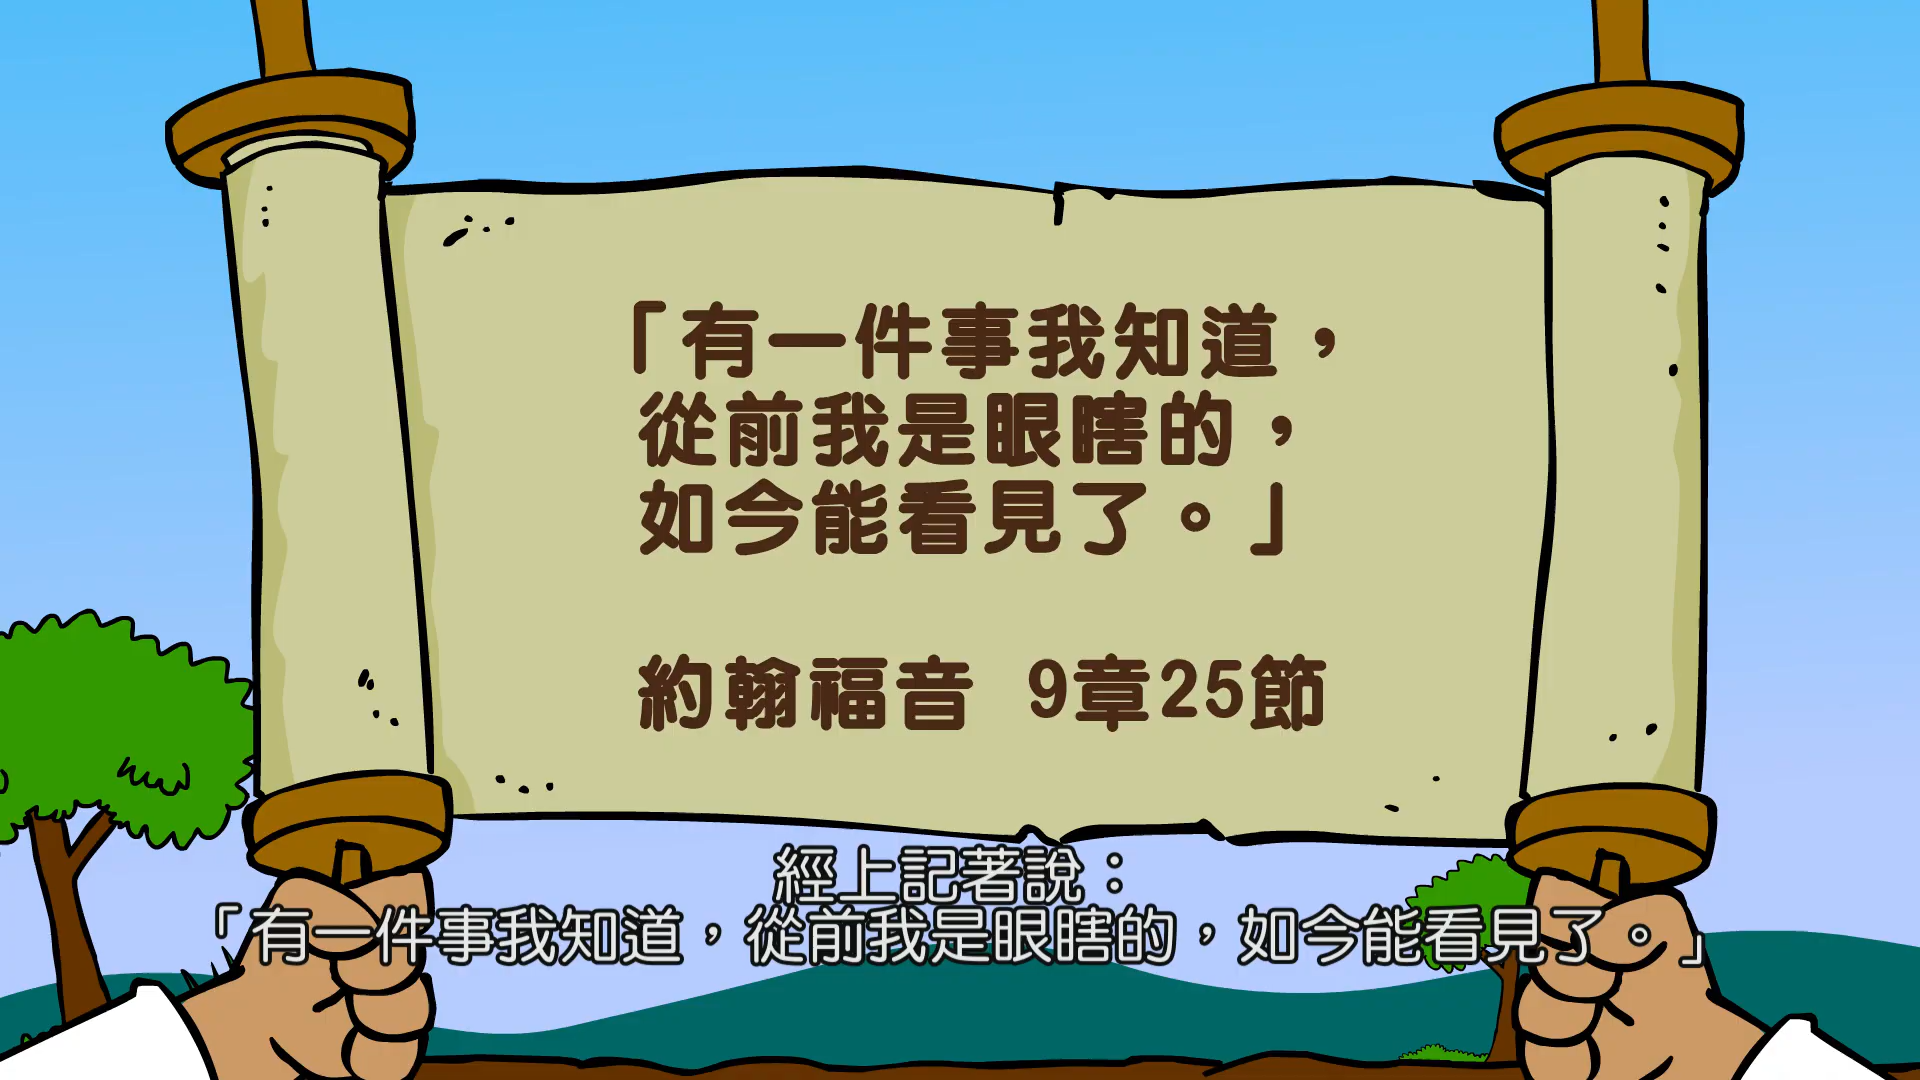 「有一件事我知道，
從前我是眼瞎的，
如今能看見了。」
約翰福音 9章25節
經上記著說：
「有一件事我知道，從前我是眼瞎的，如今能看見了。」